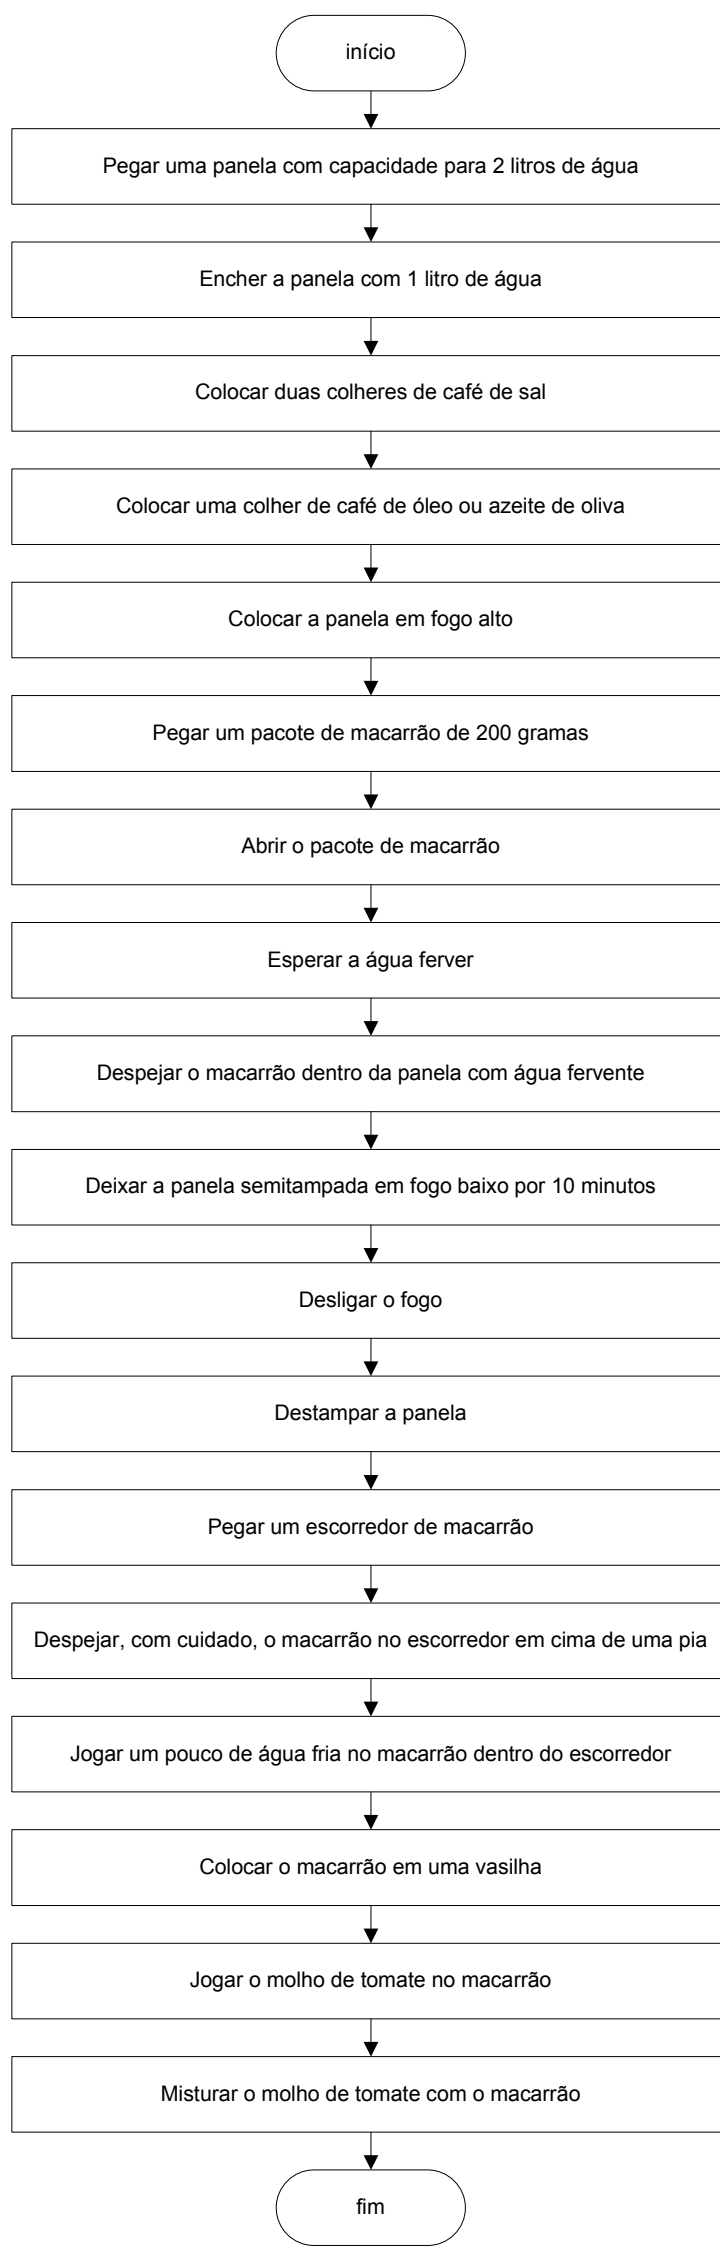 início
Pegar uma panela com capacidade para 2 litros de água
Encher a panela com 1 litro de água
Colocar duas colheres de café de sal
Colocar uma colher de café de óleo ou azeite de oliva
Colocar a panela em fogo alto
Pegar um pacote de macarrão de 200 gramas
Abrir o pacote de macarrão
Esperar a água ferver
Despejar o macarrão dentro da panela com água fervente
Deixar a panela semitampada em fogo baixo por 10 minutos
Desligar o fogo
Destampar a panela
Pegar um escorredor de macarrão
Despejar, com cuidado, o macarrão no escorredor em cima de uma pia
Jogar um pouco de água fria no macarrão dentro do escorredor
Colocar o macarrão em uma vasilha
Jogar o molho de tomate no macarrão
Misturar o molho de tomate com o macarrão
fim